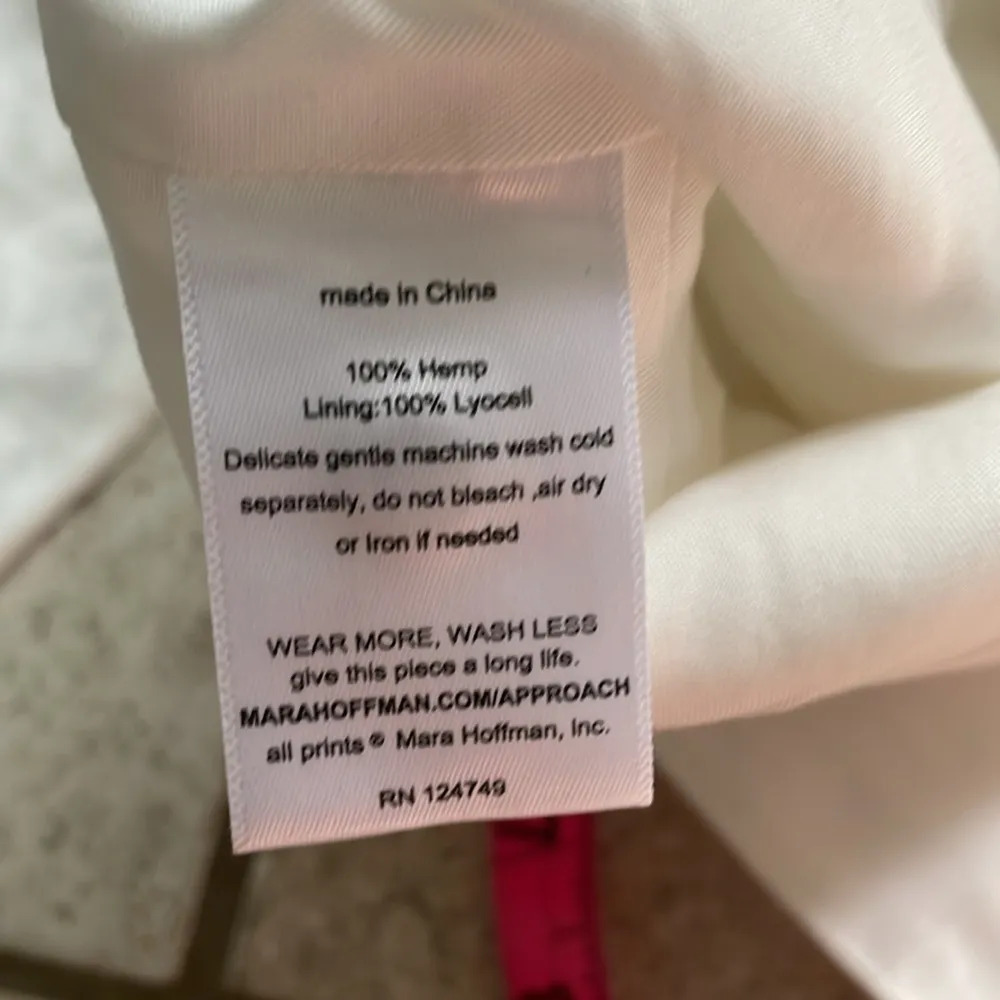 made in China
100% Hemp
Lining:100% Lyocell
Delicate gentle machine wash cold
separately, do not bleach ,air dry
or Iron if needed
WEAR MORE, WASH LESS
give this piece a long life.
MARAHOFFMAN.COM/APPROACH
all prints © Mara Hoffman, Inc.
RN 124749